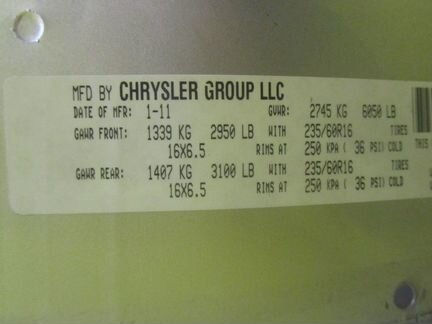 MFD BY CHRYSLER GROUP LLC
DATE OF MFR: 1-11 GVWR: 2745 KG 6050 LB
GAWR FRONT: 1339 KG 2950 LB WITH 235/60R16 TIRES
16X6.5 RIMS AT 250 KPA ( 36 PSI) COLD THIS
GAWR REAR: 1407 KG 3100 LB WITH 235/60R16 TIRES
16X6.5 RIMS AT 250 KPA ( 36 PSI) COLD